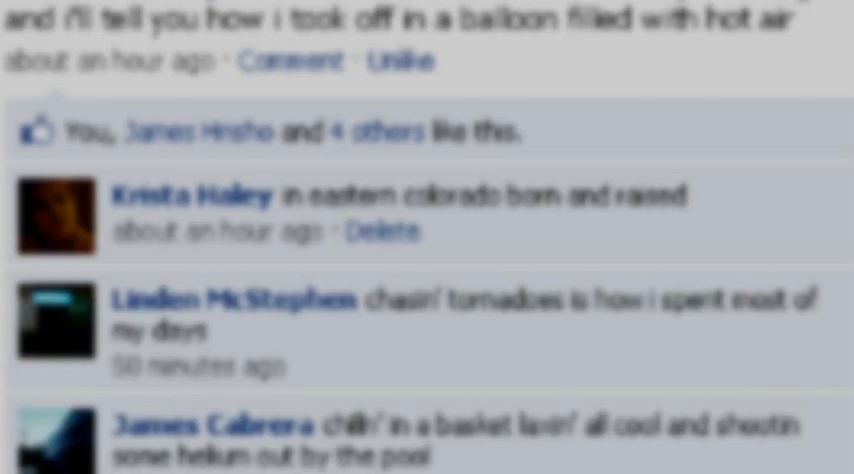 and i'll tell you how i took off in a balloon filled with hot air
about an hour ago · Comment · Unlike
You, James Hrisho and 4 others like this.
Krista Haley in eastern colorado born and raised
about an hour ago · Delete
Linden McStephen chasin' tornadoes is how i spent most of
my days
50 minutes ago
James Cabrera chillin' in a basket laxin' all cool and shootin
some helium out by the pool